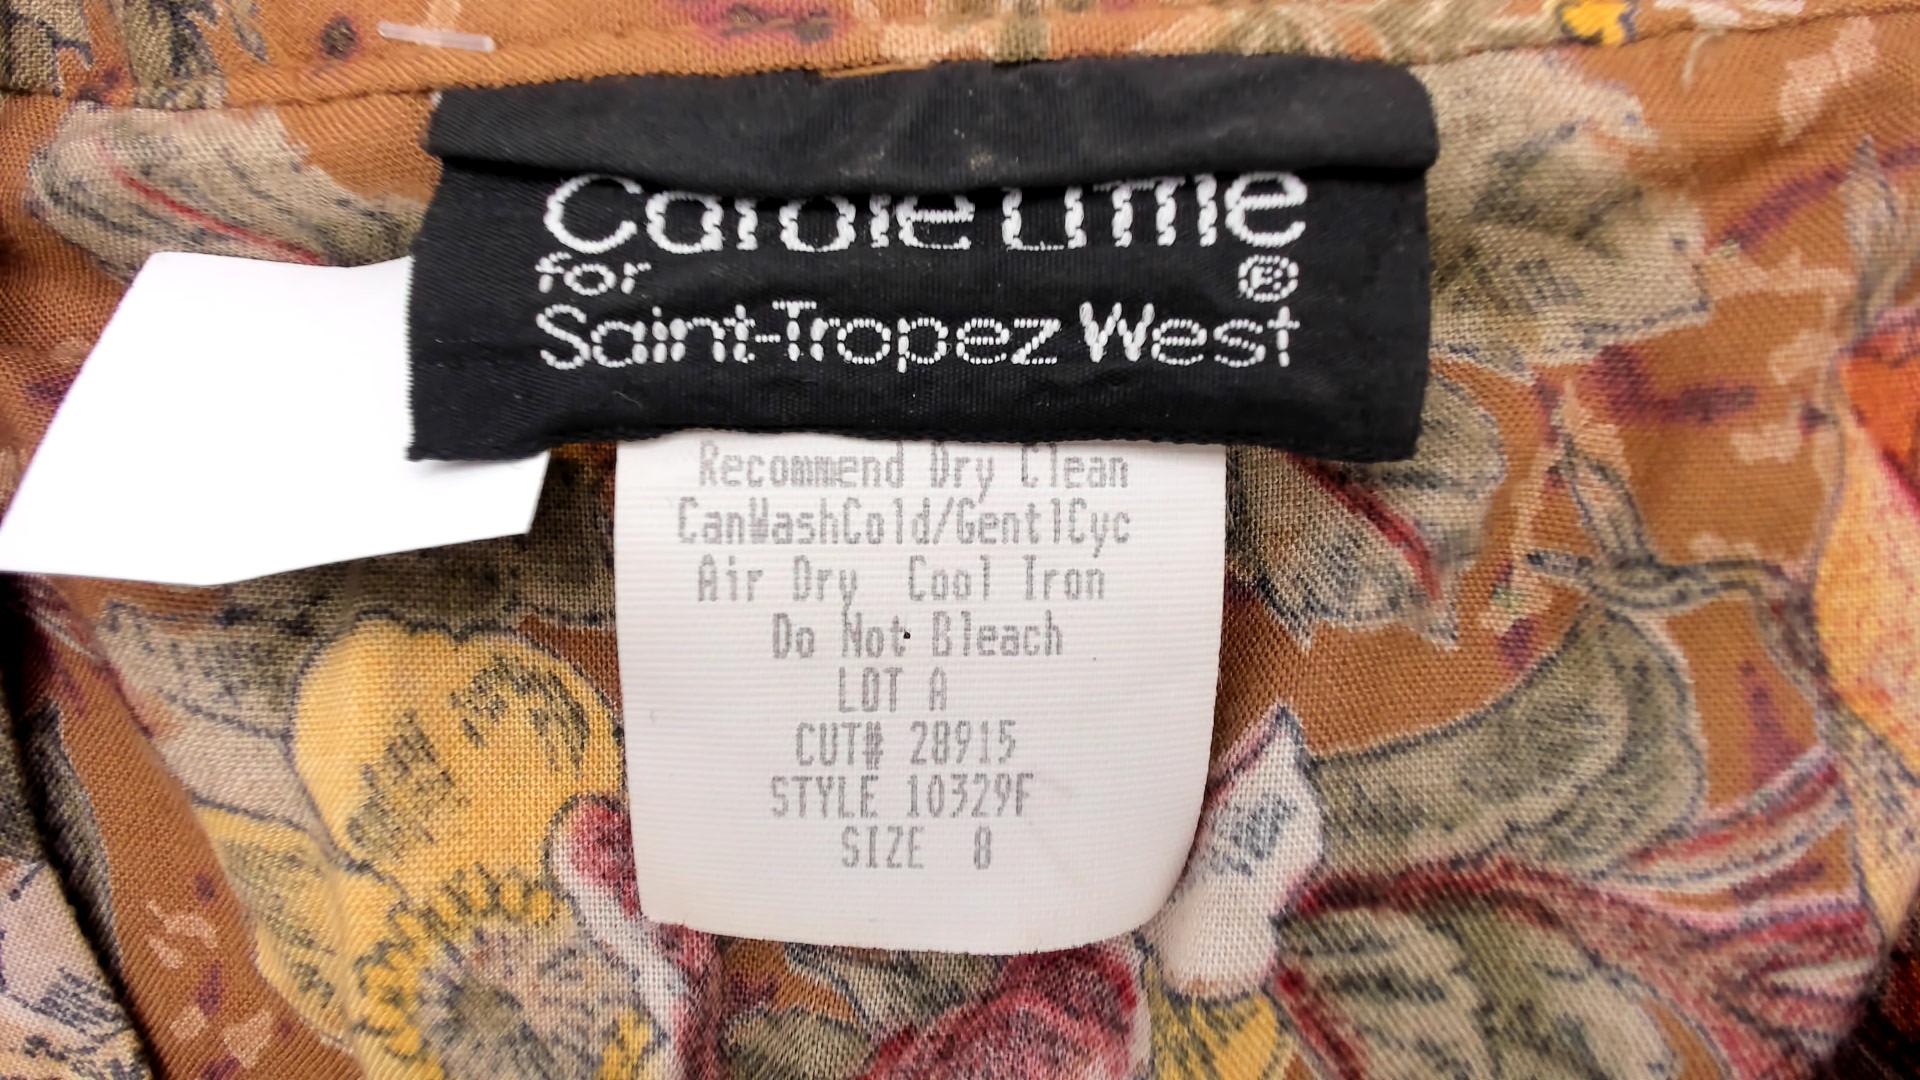 Carole Little
for ®
Saint-Tropez West
Recommend Dry Clean
CanWashCold/GentlCyc
Air Dry Cool Iron
Do Not Bleach
LOT A
CUT# 28915
STYLE 10329F
SIZE 8